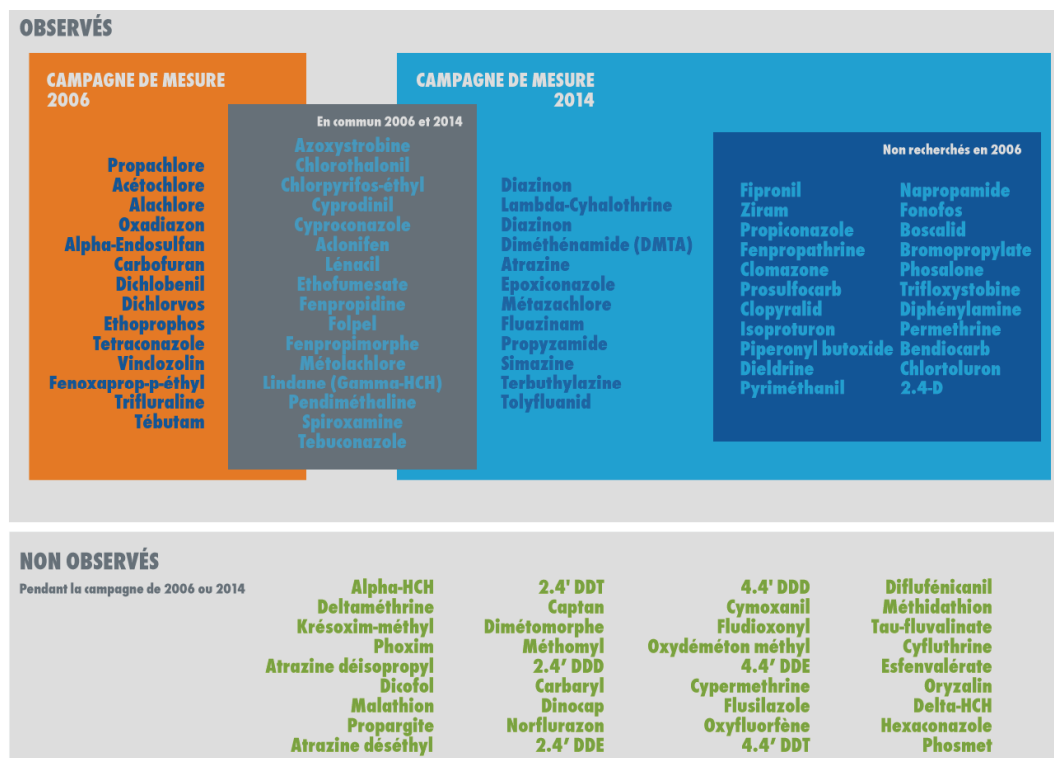 OBSERVÉS
CAMPAGNE DE MESURE
2006
Propachlore
Acétochlore
Alachlore
Oxadiazon
Alpha-Endosulfan
Carbofuran
Dichlobenil
Dichlorvos
Ethoprophos
Tetraconazole
Vinclozolin
Fenoxaprop-p-éthyl
Trifluraline
Tébutam
En commun 2006 et 2014
Azoxystrobine
Chlorothalonil
Chlorpyrifos-éthyl
Cyprodinil
Cyproconazole
Aclonifen
Lénacil
Ethofumesate
Fenpropidine
Folpel
Fenpropimorphe
Métolachlore
Lindane (Gamma-HCH)
Pendiméthaline
Spiroxamine
Tebuconazole
CAMPAGNE DE MESURE
2014
Diazinon
Lambda-Cyhalothrine
Diazinon
Diméthénamide (DMTA)
Atrazine
Epoxiconazole
Métazachlore
Fluazinam
Propyzamide
Simazine
Terbuthylazine
Tolyfluanid
Non recherchés en 2006
Fipronil
Ziram
Propiconazole
Fenpropathrine
Clomazone
Prosulfocarb
Clopyralid
Isoproturon
Piperonyl butoxide
Dieldrine
Pyriméthanil
Napropamide
Fonofos
Boscalid
Bromopropylate
Phosalone
Trifloxystobine
Diphénylamine
Permethrine
Bendiocarb
Chlortoluron
2.4-D
NON OBSERVÉS
Pendant la campagne de 2006 ou 2014
Alpha-HCH
Deltaméthrine
Krésoxim-méthyl
Phoxim
Atrazine déisopropyl
Dicofol
Malathion
Propargite
Atrazine déséthyl
2.4' DDT
Captan
Dimétomorphe
Méthomyl
2.4’ DDD
Carbaryl
Dinocap
Norflurazon
2.4’ DDE
4.4' DDD
Cymoxanil
Fludioxonyl
Oxydéméton méthyl
4.4’ DDE
Cypermethrine
Flusilazole
Oxyfluorfène
4.4’ DDT
Diflufénicanil
Méthidathion
Tau-fluvalinate
Cyfluthrine
Esfenvalérate
Oryzalin
Delta-HCH
Hexaconazole
Phosmet